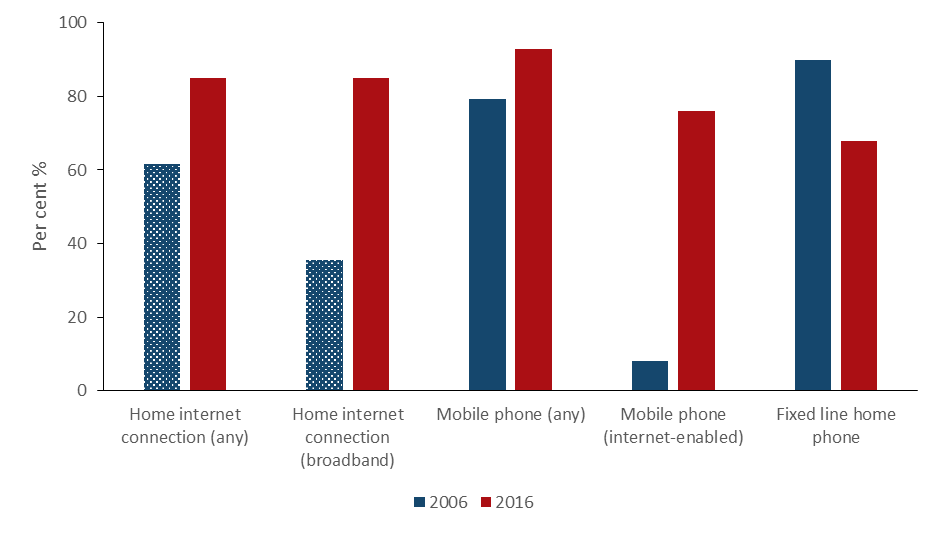 100
80
60
40
20
0
Per cent %
Home internet
connection (any)
Home internet
connection
(broadband)
Mobile phone (any)
Mobile phone
(internet-enabled)
Fixed line home
phone
2006
2016